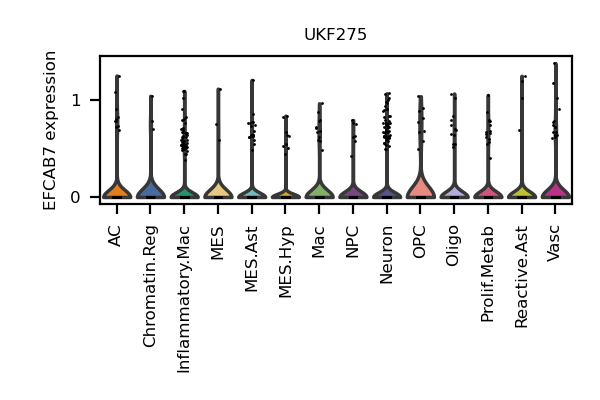 UKF275
EFCAB7 expression
1
0
AC
Chromatin.Reg
Inflammatory.Mac
MES
MES.Ast
MES.Hyp
Mac
NPC
Neuron
OPC
Oligo
Prolif.Metab
Reactive.Ast
Vasc